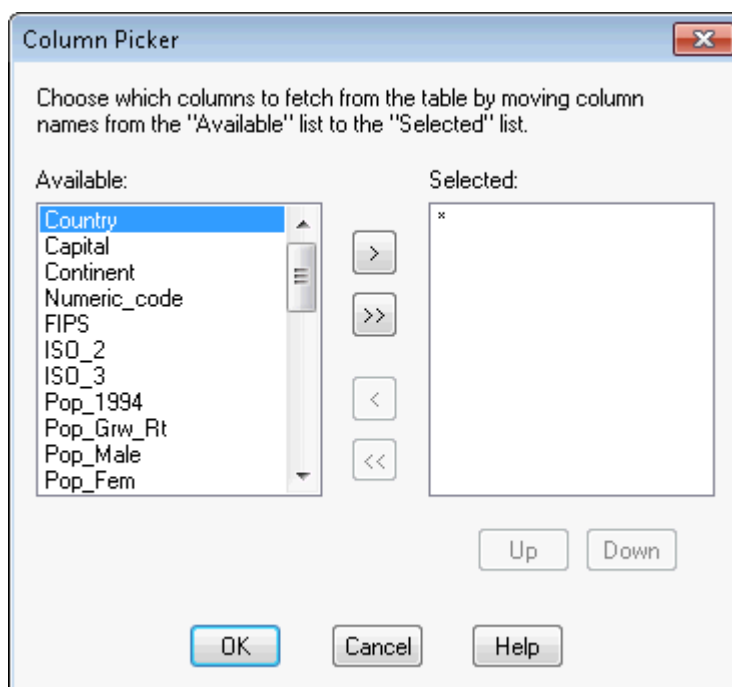 Column Picker
Choose which columns to fetch from the table by moving column
names from the "Available" list to the "Selected" list.
Available:
Selected:
Country
Capital
Continent
Numeric_code
FIPS
ISO_2
ISO_3
Pop_1994
Pop_Grw_Rt
Pop_Male
Pop_Fem
*
>
>>
<
<<
Up
Down
OK
Cancel
Help